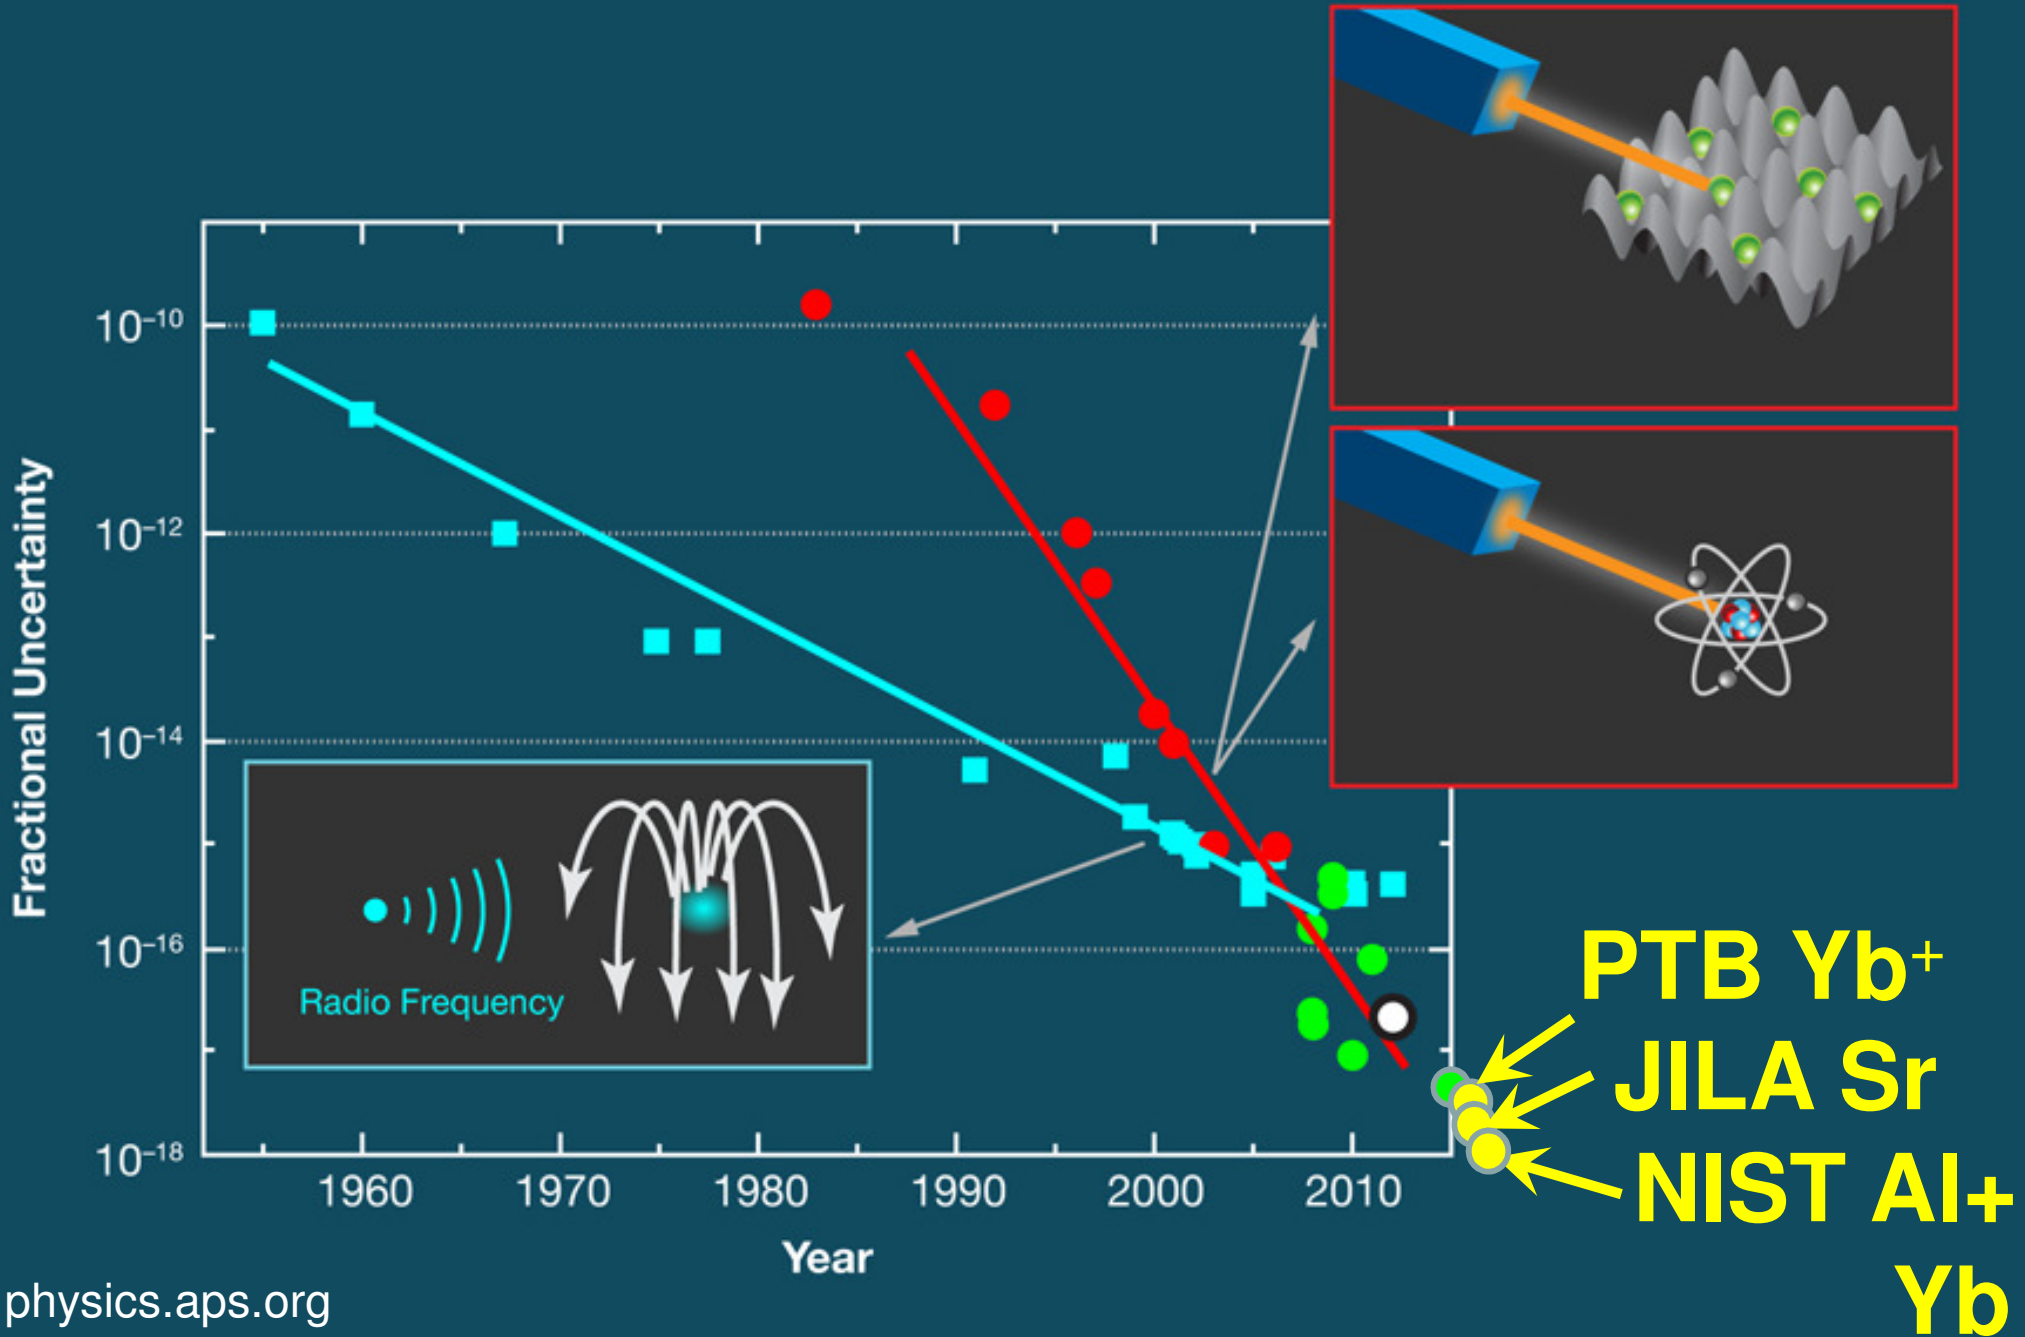 Fractional Uncertainty
10⁻¹⁰
10⁻¹²
10⁻¹⁴
10⁻¹⁶
10⁻¹⁸
Radio Frequency
1960 1970 1980 1990 2000 2010
Year
PTB Yb⁺
JILA Sr
NIST Al+
Yb
physics.aps.org